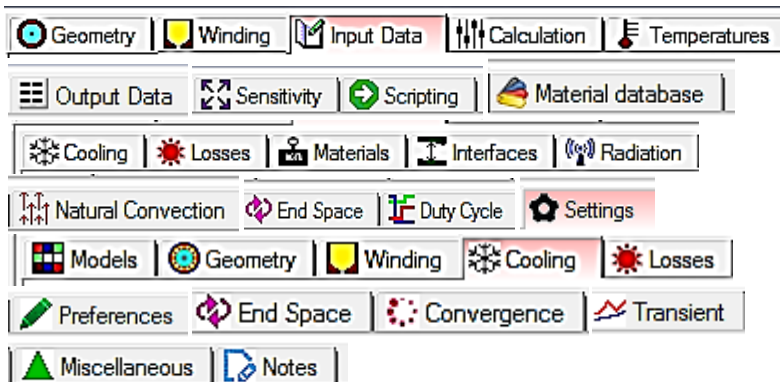 Geometry Winding Input Data Calculation Temperatures
Output Data Sensitivity Scripting Material database
Cooling Losses Materials Interfaces Radiation
Natural Convection End Space Duty Cycle Settings
Models Geometry Winding Cooling Losses
Preferences End Space Convergence Transient
Miscellaneous Notes